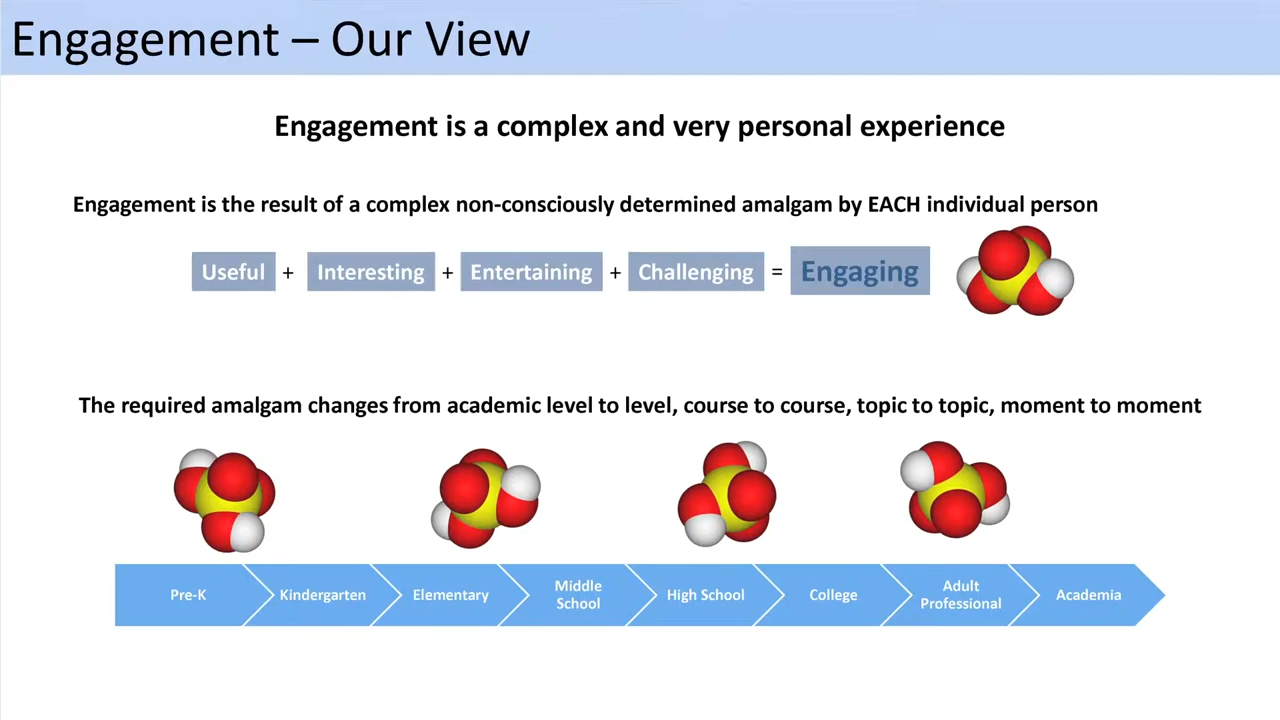 Engagement – Our View
Engagement is a complex and very personal experience
Engagement is the result of a complex non-consciously determined amalgam by EACH individual person
Useful + Interesting + Entertaining + Challenging = Engaging
The required amalgam changes from academic level to level, course to course, topic to topic, moment to moment
Pre-K
Kindergarten
Elementary
Middle
School
High School
College
Adult
Professional
Academia